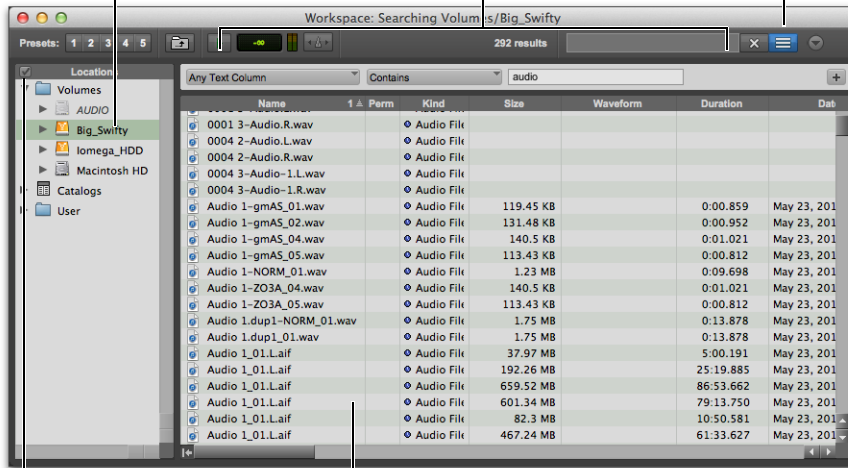 Workspace: Searching Volumes/Big_Swifty
Presets: 1 2 3 4 5 -∞ 292 results
Locations
Volumes
AUDIO
Big_Swifty
Iomega_HDD
Macintosh HD
Catalogs
User
Any Text Column Contains audio +
Name 1 Perm Kind Size Waveform Duration Date
0001 3-Audio.R.wav Audio File
0004 2-Audio.L.wav Audio File
0004 2-Audio.R.wav Audio File
0004 3-Audio-1.L.wav Audio File
0004 3-Audio-1.R.wav Audio File
Audio 1-gmAS_01.wav Audio File 119.45 KB 0:00.859 May 23, 201
Audio 1-gmAS_02.wav Audio File 131.48 KB 0:00.952 May 23, 201
Audio 1-gmAS_04.wav Audio File 140.5 KB 0:01.021 May 23, 201
Audio 1-gmAS_05.wav Audio File 113.43 KB 0:00.812 May 23, 201
Audio 1-NORM_01.wav Audio File 1.23 MB 0:09.698 May 23, 201
Audio 1-ZO3A_04.wav Audio File 140.5 KB 0:01.021 May 23, 201
Audio 1-ZO3A_05.wav Audio File 113.43 KB 0:00.812 May 23, 201
Audio 1.dup1-NORM_01.wav Audio File 1.75 MB 0:13.878 May 23, 201
Audio 1.dup1_01.wav Audio File 1.75 MB 0:13.878 May 23, 201
Audio 1_01.L.aif Audio File 37.97 MB 5:00.191 May 23, 201
Audio 1_01.L.aif Audio File 192.26 MB 25:19.885 May 23, 201
Audio 1_01.L.aif Audio File 659.52 MB 86:53.662 May 23, 201
Audio 1_01.L.aif Audio File 601.34 MB 79:13.750 May 23, 201
Audio 1_01.L.aif Audio File 82.3 MB 10:50.581 May 23, 201
Audio 1_01.L.aif Audio File 467.24 MB 61:33.627 May 23, 201